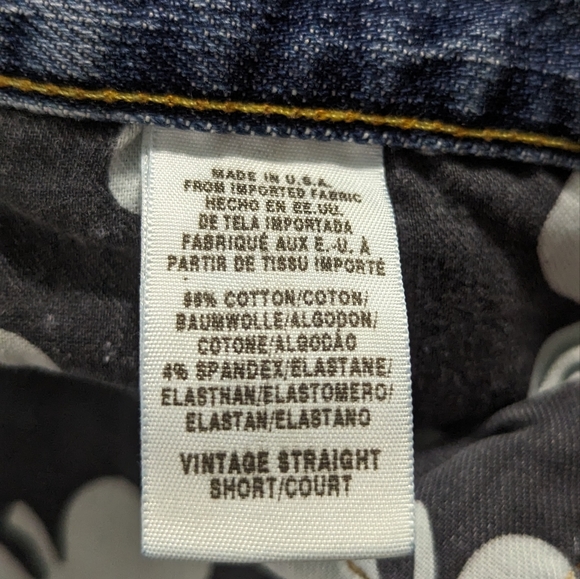 MADE IN U.S.A.
FROM IMPORTED FABRIC
HECHO EN EE.UU.
DE TELA IMPORTADA
FABRIQUÉ AUX E.-U. À
PARTIR DE TISSU IMPORTÉ
96% COTTON/COTON/
BAUMWOLLE/ALGODON/
COTONE/ALGODÃO
4% SPANDEX/ELASTANE/
ELASTHAN/ELASTOMERO/
ELASTAN/ELASTANO
VINTAGE STRAIGHT
SHORT/COURT